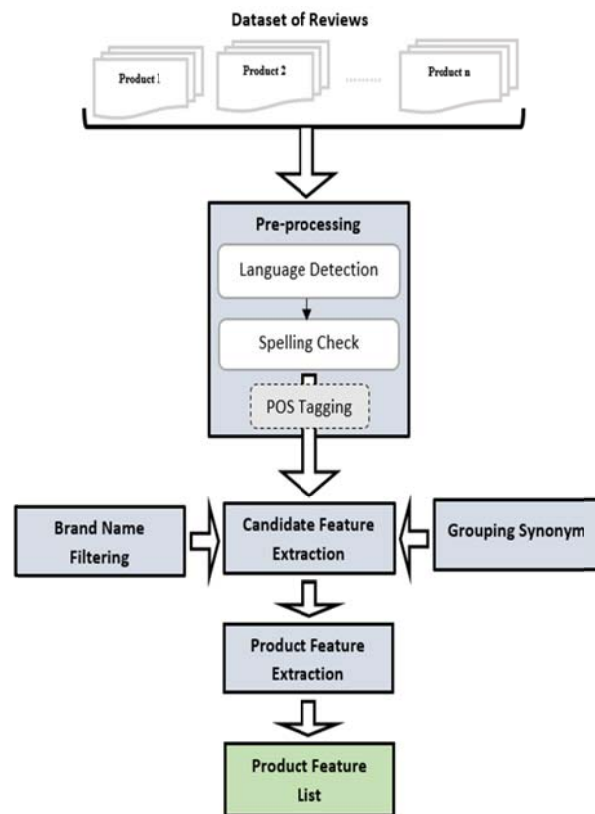 Dataset of Reviews
Product 1
Product 2
.........
Product n
Pre-processing
Language Detection
Spelling Check
POS Tagging
Brand Name
Filtering
Candidate Feature
Extraction
Grouping Synonym
Product Feature
Extraction
Product Feature
List